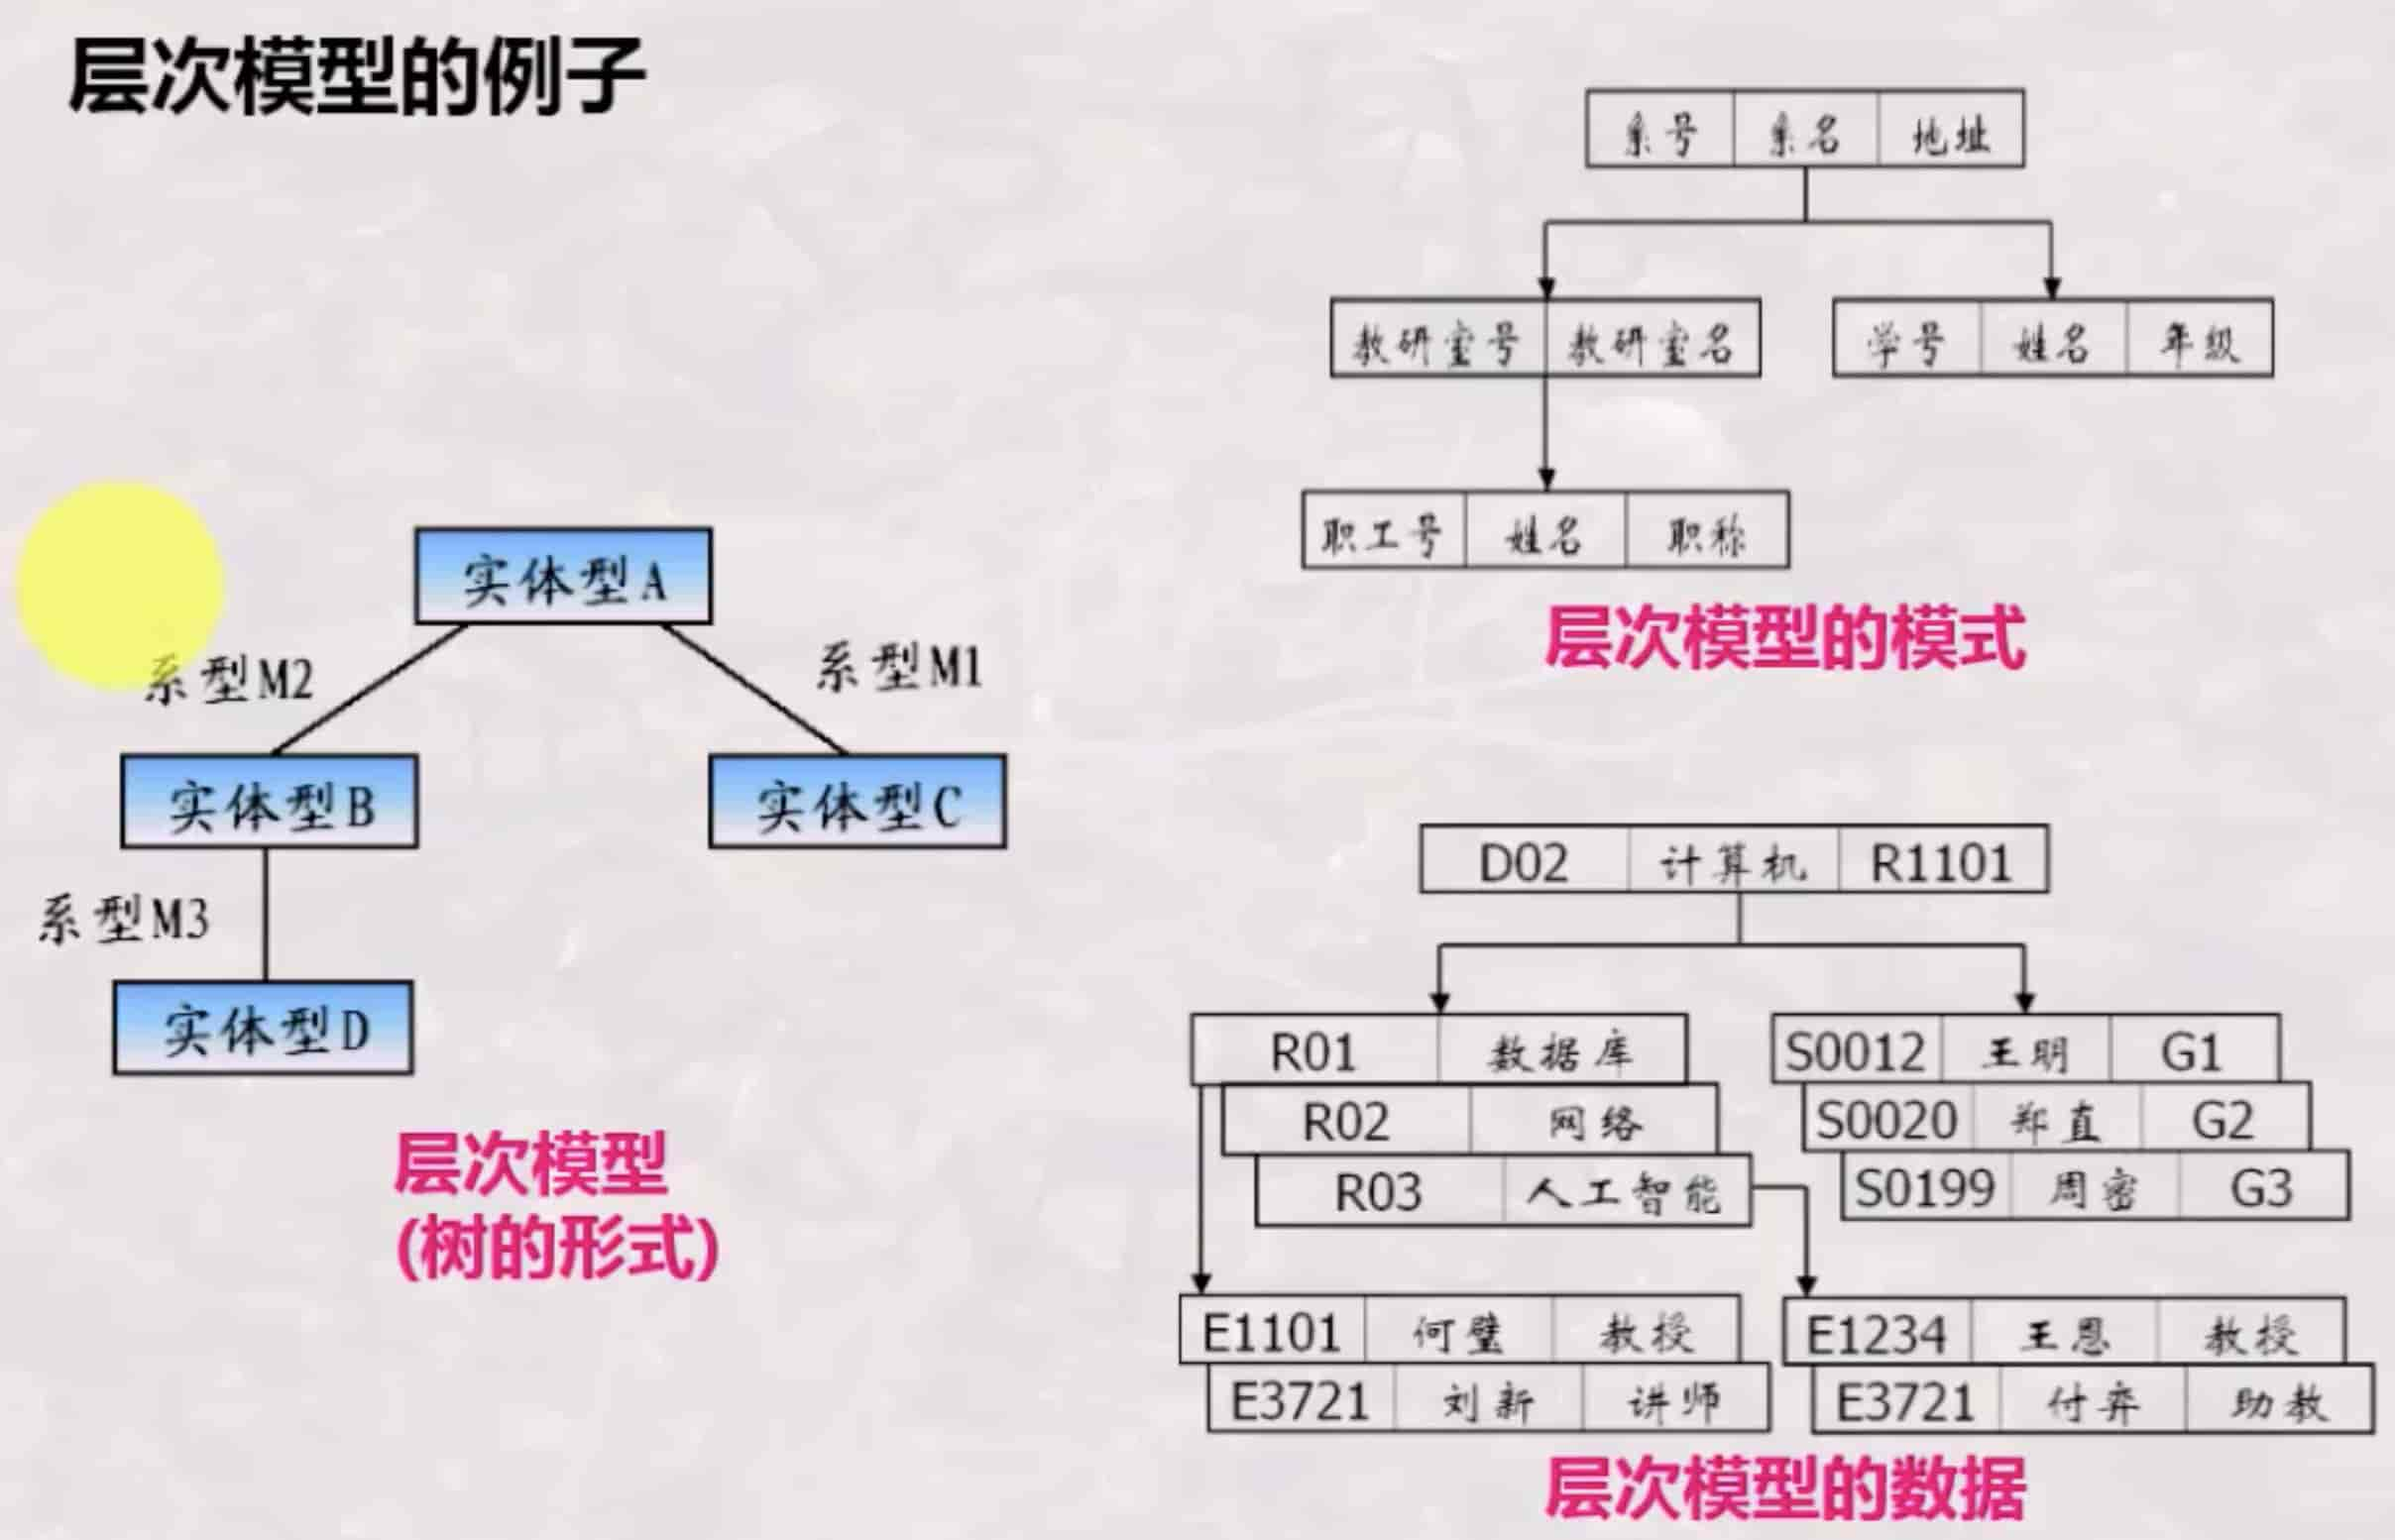 层次模型的例子
系号 系名 地址
教研室号 教研室名 学号 姓名 年级
职工号 姓名 职称
层次模型的模式
实体型A
系型M2 系型M1
实体型B 实体型C
系型M3
实体型D
层次模型
(树的形式)
D02 计算机 R1101
R01 数据库 S0012 王明 G1
R02 网络 S0020 郑直 G2
R03 人工智能 S0199 周密 G3
E1101 何璧 教授 E1234 王恩 教授
E3721 刘新 讲师 E3721 付弈 助教
层次模型的数据